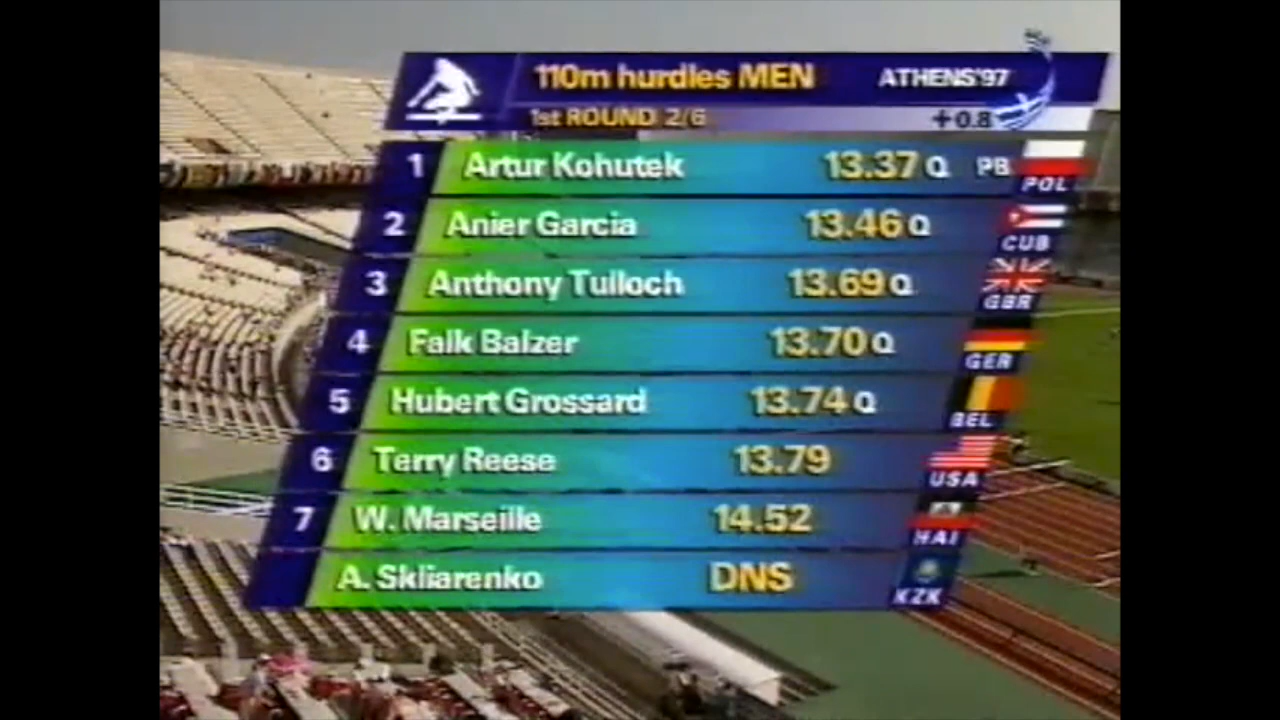 110m hurdles MEN ATHENS'97
1st ROUND 2/6 +0.8
1 Artur Kohutek 13.37 Q PB POL
2 Anier Garcia 13.46 Q CUB
3 Anthony Tulloch 13.69 Q GBR
4 Falk Balzer 13.70 Q GER
5 Hubert Grossard 13.74 Q BEL
6 Terry Reese 13.79 USA
7 W. Marseille 14.52 HAI
A. Skliarenko DNS KZK